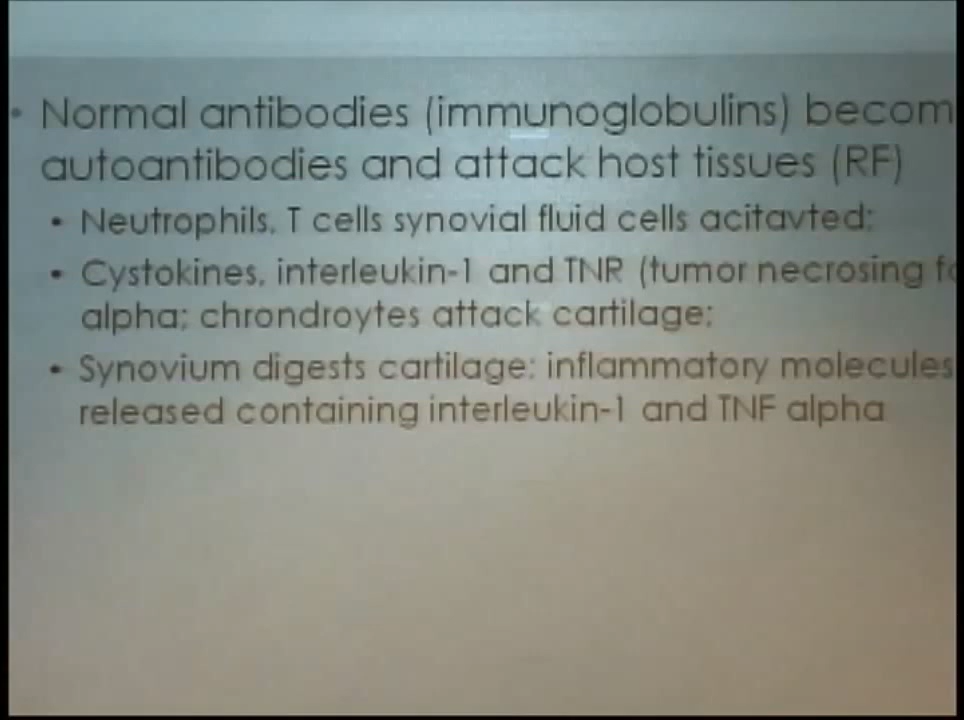 • Normal antibodies (immunoglobulins) becom
autoantibodies and attack host tissues (RF)
• Neutrophils, T cells synovial fluid cells acitavted;
• Cystokines, interleukin-1 and TNR (tumor necrosing
alpha; chrondroytes attack cartilage;
• Synovium digests cartilage; inflammatory molecules
released containing interleukin-1 and TNF alpha